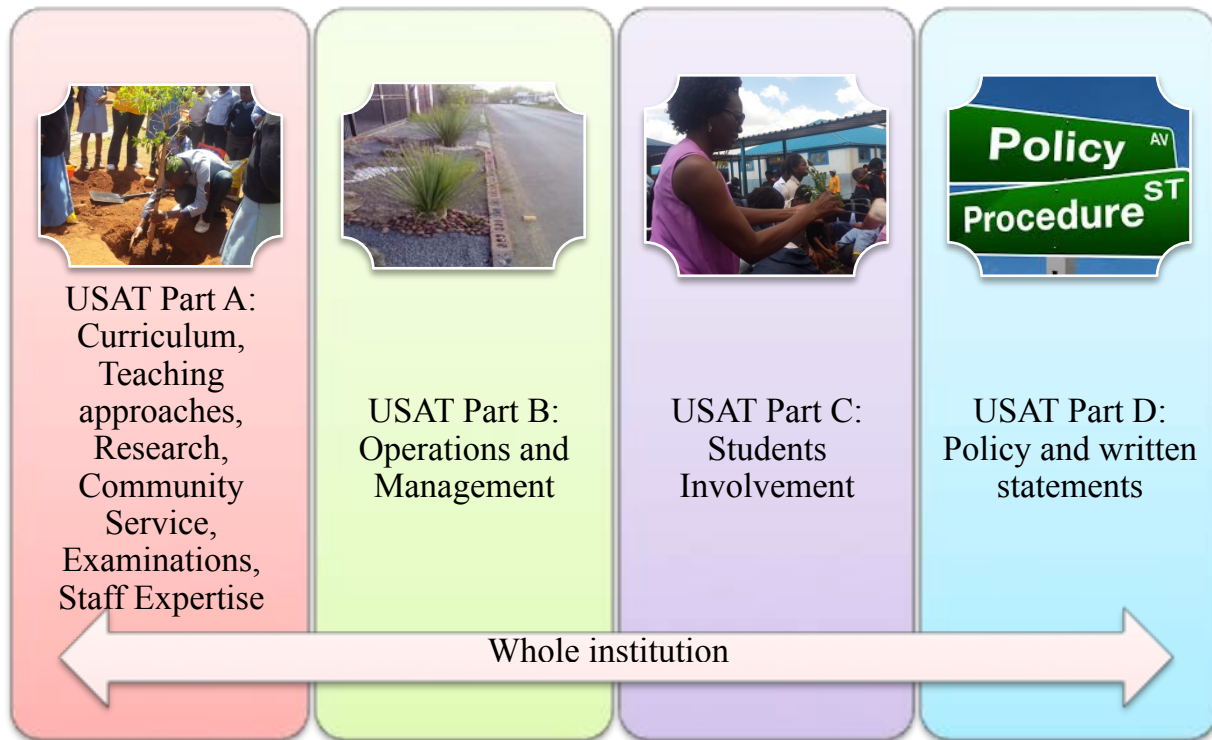 Policy AV
Procedure ST
USAT Part A:
Curriculum,
Teaching
approaches,
Research,
Community
Service,
Examinations,
Staff Expertise
USAT Part B:
Operations and
Management
USAT Part C:
Students
Involvement
USAT Part D:
Policy and written
statements
Whole institution